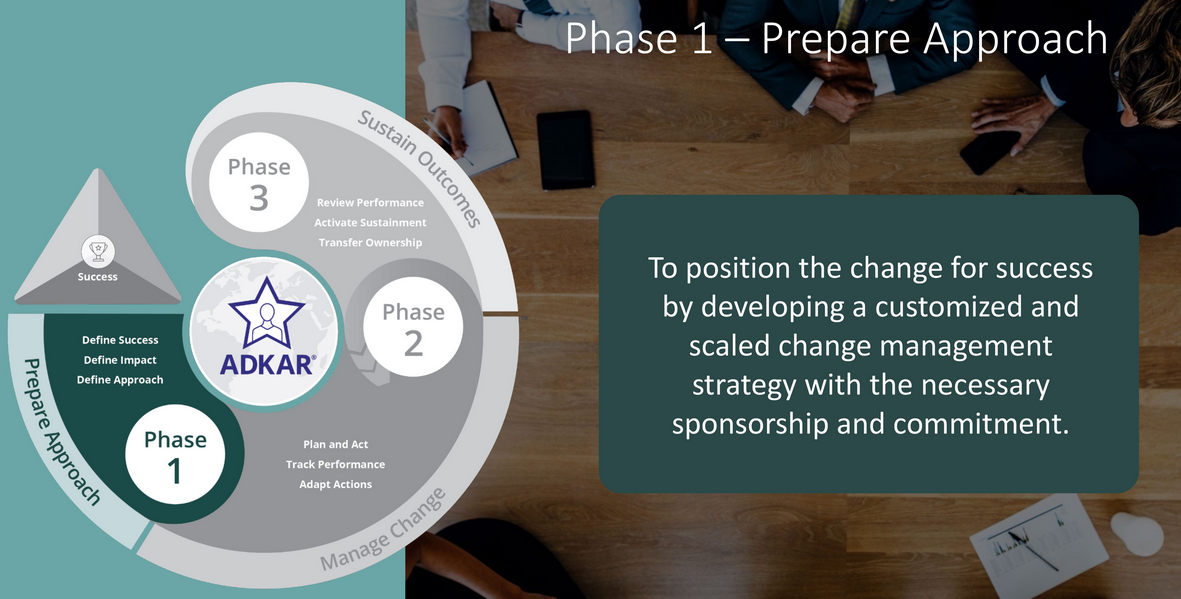 Phase 1 – Prepare Approach
Sustain Outcomes
Phase
3
Review Performance
Activate Sustainment
Transfer Ownership
Success
Phase
2
ADKAR®
Define Success
Define Impact
Define Approach
Prepare Approach
Phase
1
Plan and Act
Track Performance
Adapt Actions
Manage Change
To position the change for success
by developing a customized and
scaled change management
strategy with the necessary
sponsorship and commitment.